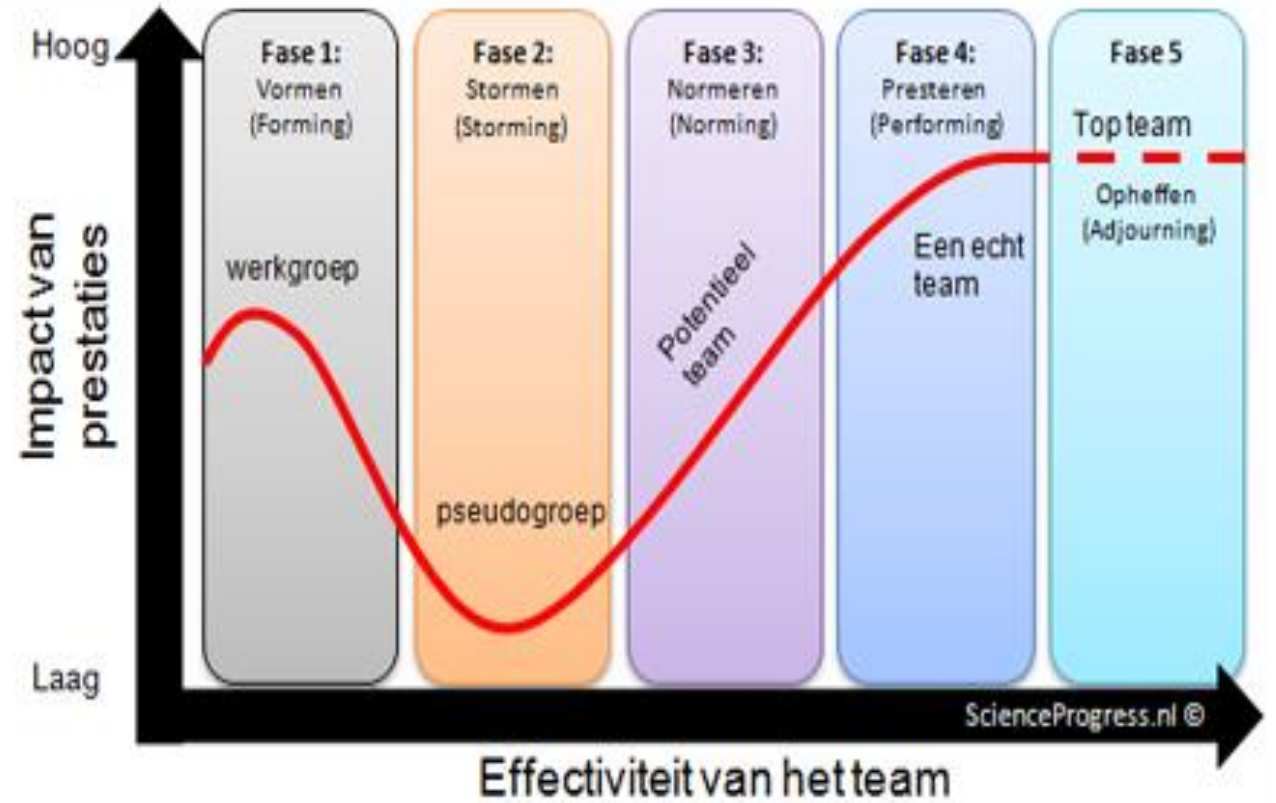 Hoog
Fase 1:
Vormen
(Forming)
werkgroep
Fase 2:
Stormen
(Storming)
pseudogroep
Fase 3:
Normeren
(Norming)
Potentieel
team
Fase 4:
Presteren
(Performing)
Een echt
team
Fase 5
Top team
Opheffen
(Adjourning)
Impact van
prestaties
Laag
ScienceProgress.nl ©
Effectiviteit van het team